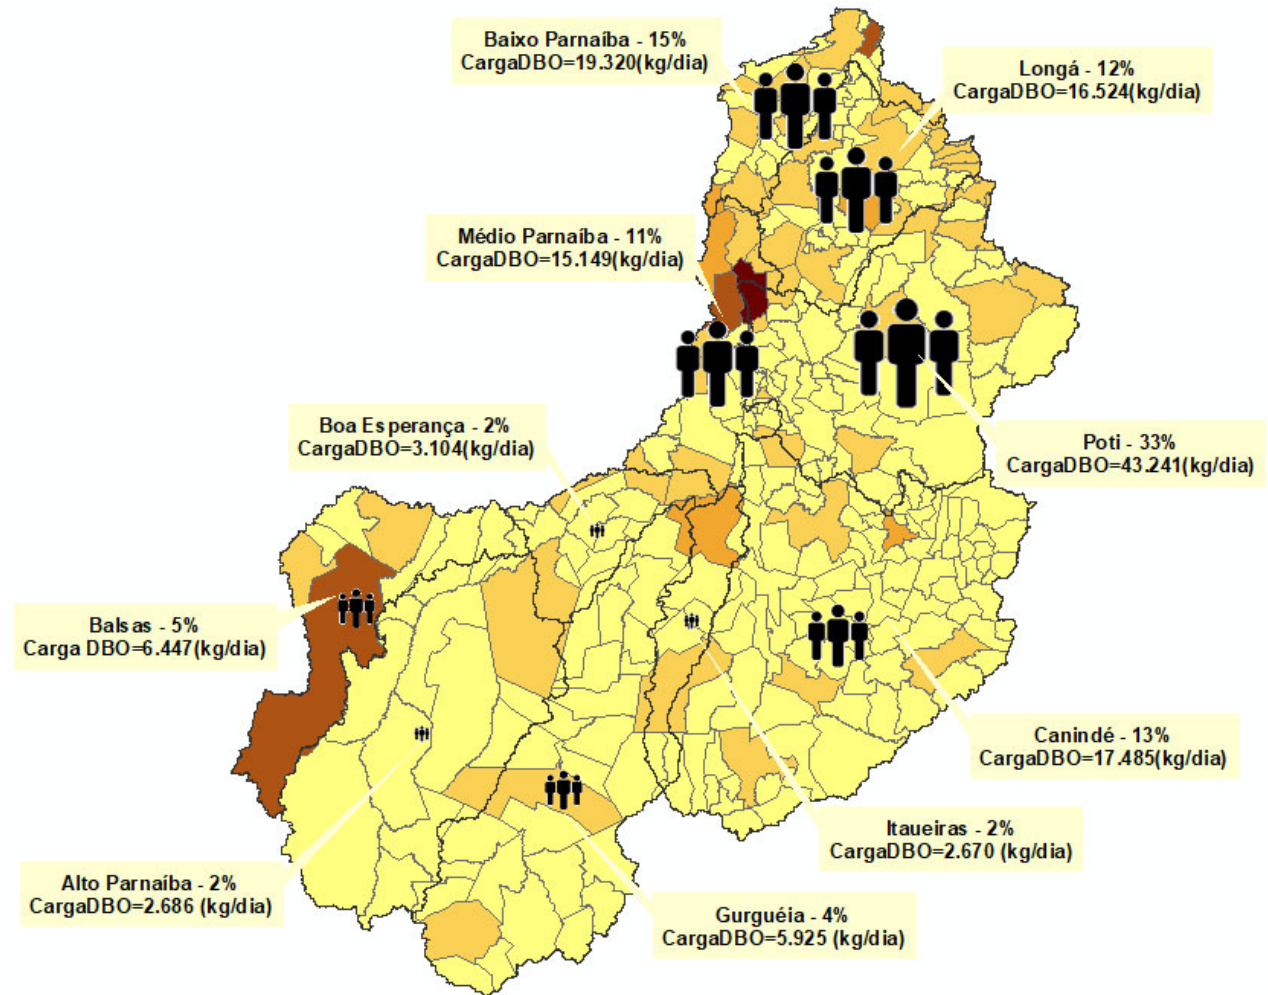 Baixo Parnaíba - 15%
CargaDBO=19.320(kg/dia)
Longá - 12%
CargaDBO=16.524(kg/dia)
Médio Parnaíba - 11%
CargaDBO=15.149(kg/dia)
Boa Esperança - 2%
CargaDBO=3.104(kg/dia)
Poti - 33%
CargaDBO=43.241(kg/dia)
Balsas - 5%
Carga DBO=6.447(kg/dia)
Canindé - 13%
CargaDBO=17.485(kg/dia)
Itaueiras - 2%
CargaDBO=2.670 (kg/dia)
Alto Parnaíba - 2%
CargaDBO=2.686 (kg/dia)
Gurguéia - 4%
CargaDBO=5.925 (kg/dia)